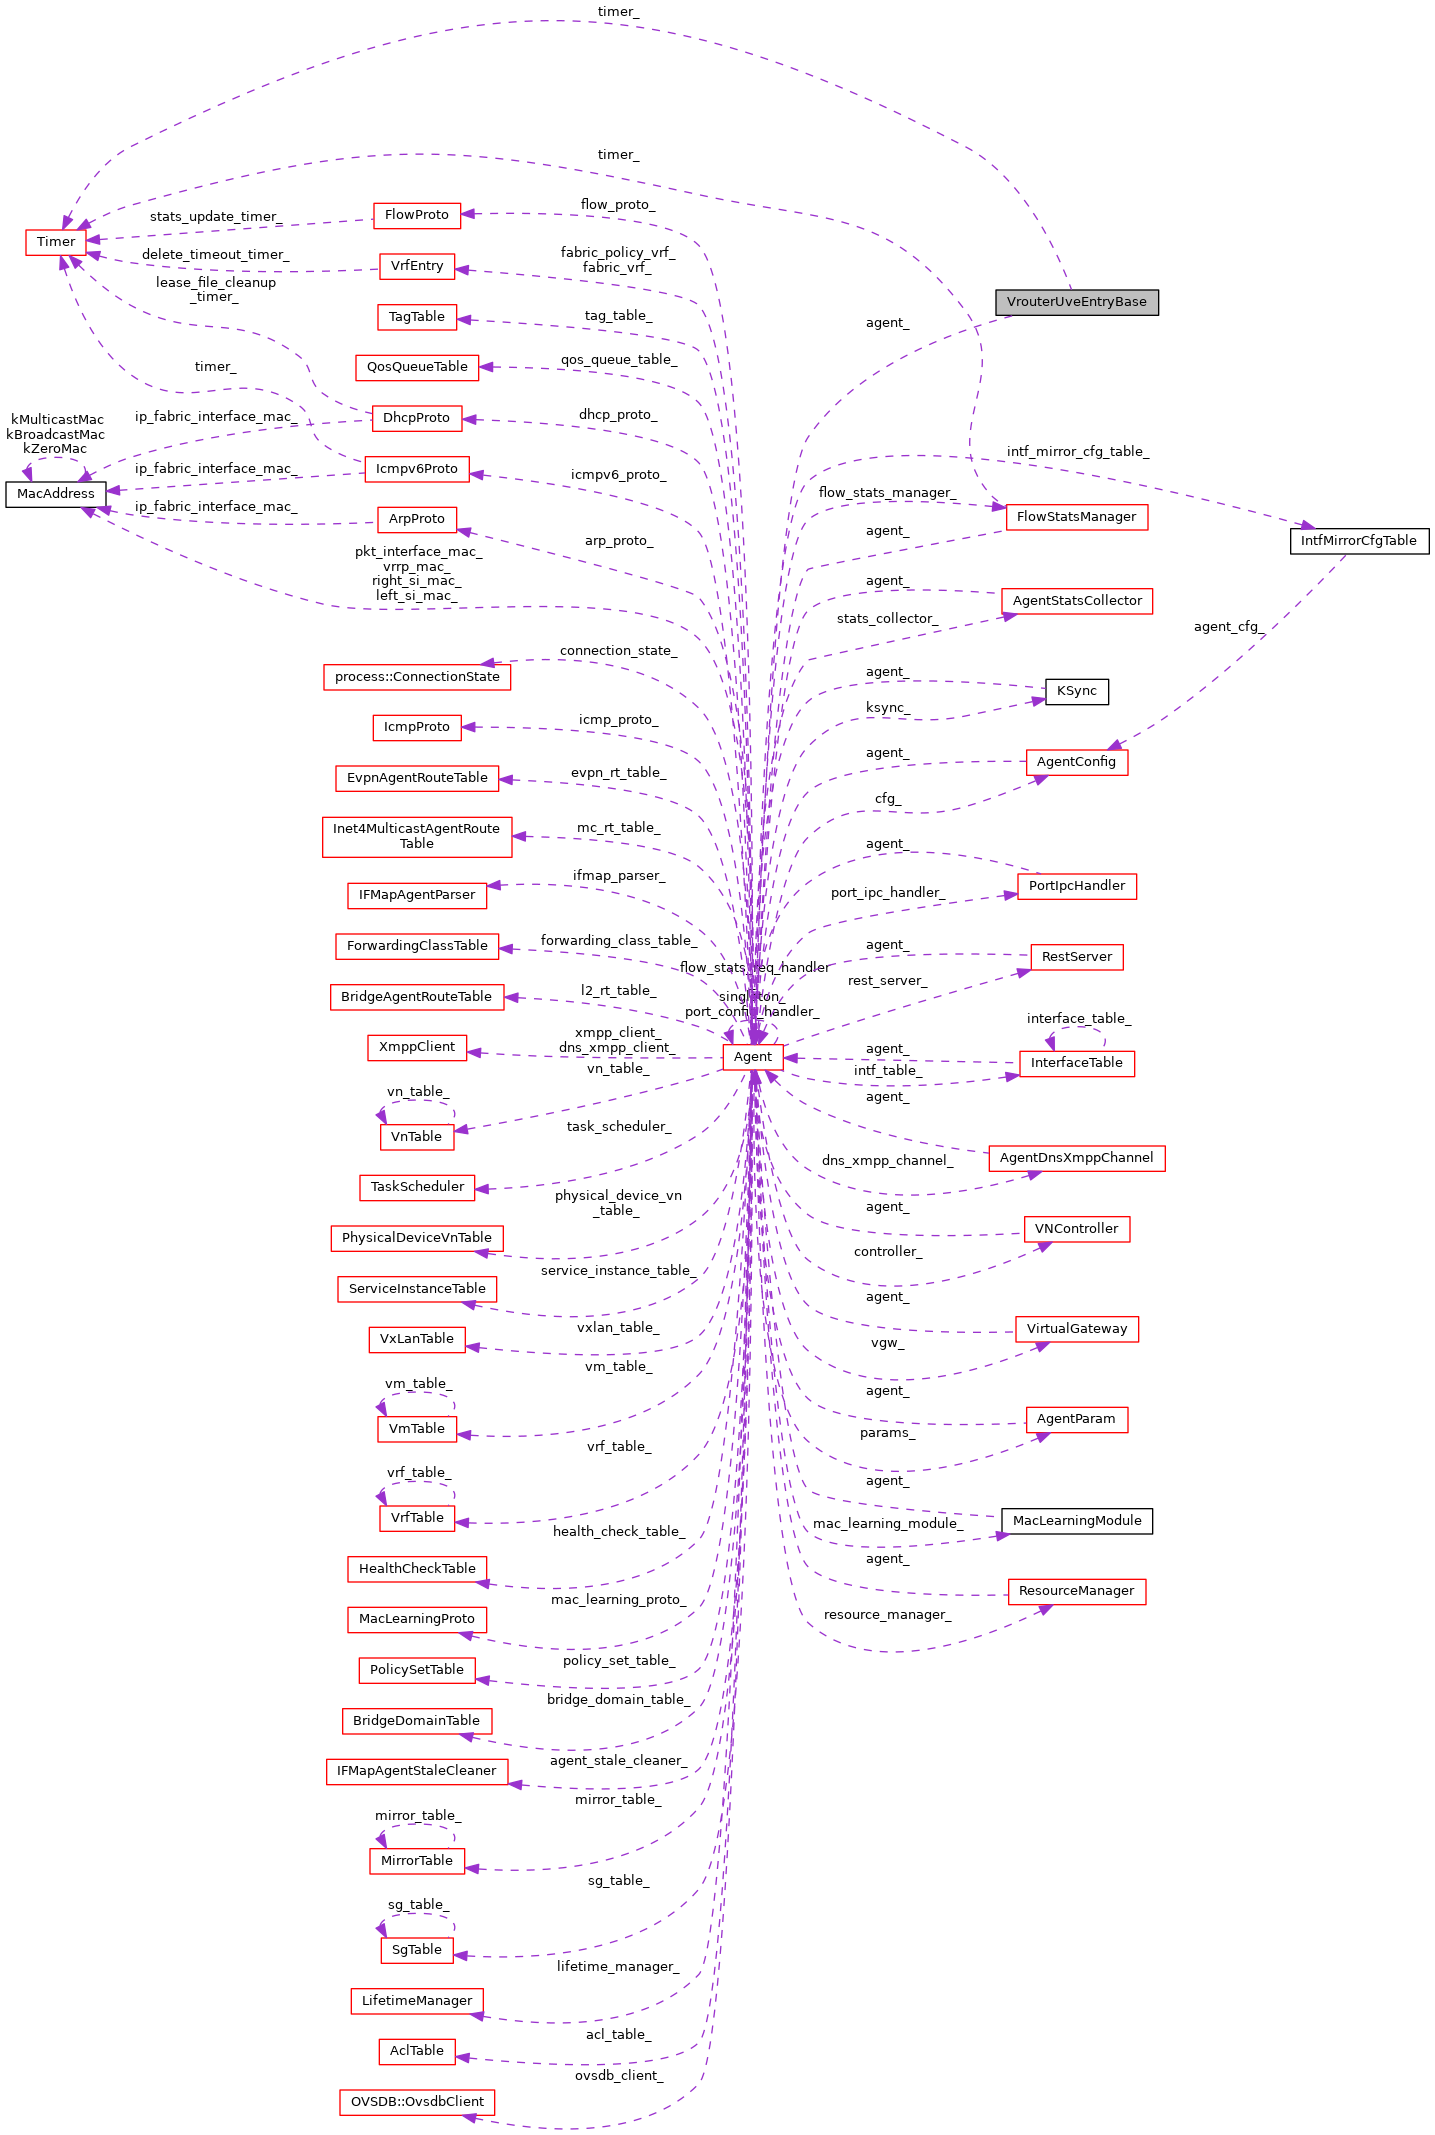 timer_
timer_
flow_proto_
FlowProto
stats_update_timer_
Timer
delete_timeout_timer_
VrfEntry
fabric_policy_vrf_
fabric_vrf_
lease_file_cleanup
_timer_
VrouterUveEntryBase
TagTable
tag_table_
agent_
QosQueueTable
qos_queue_table_
timer_
kMulticastMac
kBroadcastMac
kZeroMac
ip_fabric_interface_mac_
DhcpProto
dhcp_proto_
intf_mirror_cfg_table_
ip_fabric_interface_mac_
Icmpv6Proto
icmpv6_proto_
MacAddress
flow_stats_manager_
ip_fabric_interface_mac_
ArpProto
FlowStatsManager
arp_proto_
agent_
IntfMirrorCfgTable
pkt_interface_mac_
vrrp_mac_
right_si_mac_
left_si_mac_
agent_
AgentStatsCollector
stats_collector_
agent_cfg_
connection_state_
process::ConnectionState
agent_
KSync
ksync_
icmp_proto_
IcmpProto
agent_
AgentConfig
evpn_rt_table_
EvpnAgentRouteTable
cfg_
mc_rt_table_
Inet4MulticastAgentRoute
Table
agent_
ifmap_parser_
IFMapAgentParser
PortIpcHandler
port_ipc_handler_
forwarding_class_table_
ForwardingClassTable
agent_
RestServer
rest_server_
flow_stats_req_handler
singleton_
port_config_handler_
l2_rt_table_
BridgeAgentRouteTable
interface_table_
xmpp_client_
dns_xmpp_client_
XmppClient
Agent
agent_
InterfaceTable
intf_table_
vn_table_
vn_table_
agent_
VnTable
task_scheduler_
AgentDnsXmppChannel
dns_xmpp_channel_
TaskScheduler
physical_device_vn
_table_
agent_
PhysicalDeviceVnTable
VNController
controller_
service_instance_table_
ServiceInstanceTable
agent_
vxlan_table_
VxLanTable
VirtualGateway
vgw_
vm_table_
vm_table_
agent_
VmTable
AgentParam
params_
vrf_table_
vrf_table_
agent_
VrfTable
MacLearningModule
mac_learning_module_
health_check_table_
HealthCheckTable
agent_
ResourceManager
resource_manager_
mac_learning_proto_
MacLearningProto
policy_set_table_
PolicySetTable
bridge_domain_table_
BridgeDomainTable
agent_stale_cleaner_
IFMapAgentStaleCleaner
mirror_table_
mirror_table_
MirrorTable
sg_table_
sg_table_
SgTable
lifetime_manager_
LifetimeManager
acl_table_
AclTable
ovsdb_client_
OVSDB::OvsdbClient